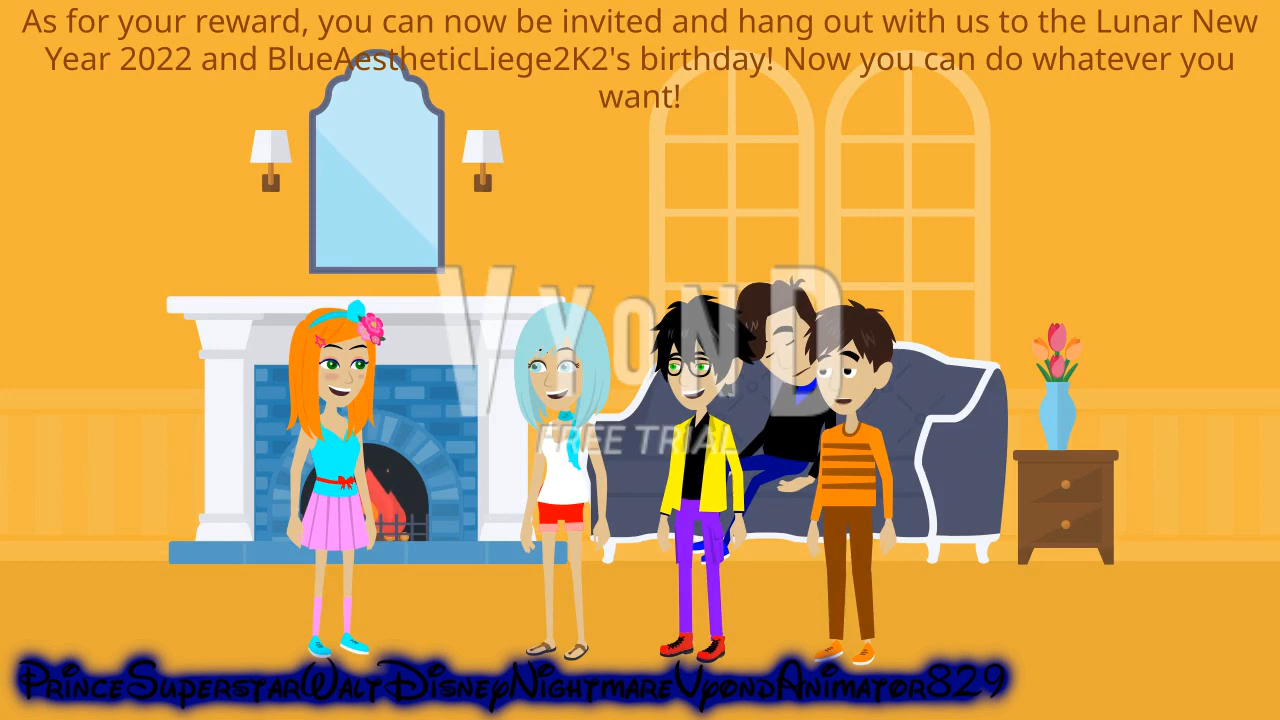 As for your reward, you can now be invited and hang out with us to the Lunar New
Year 2022 and BlueAestheticLiege2K2's birthday! Now you can do whatever you
want!
VYOND
FREE TRIAL
PrinceSuperstarWaltDisneyNightmareVyondAnimator829